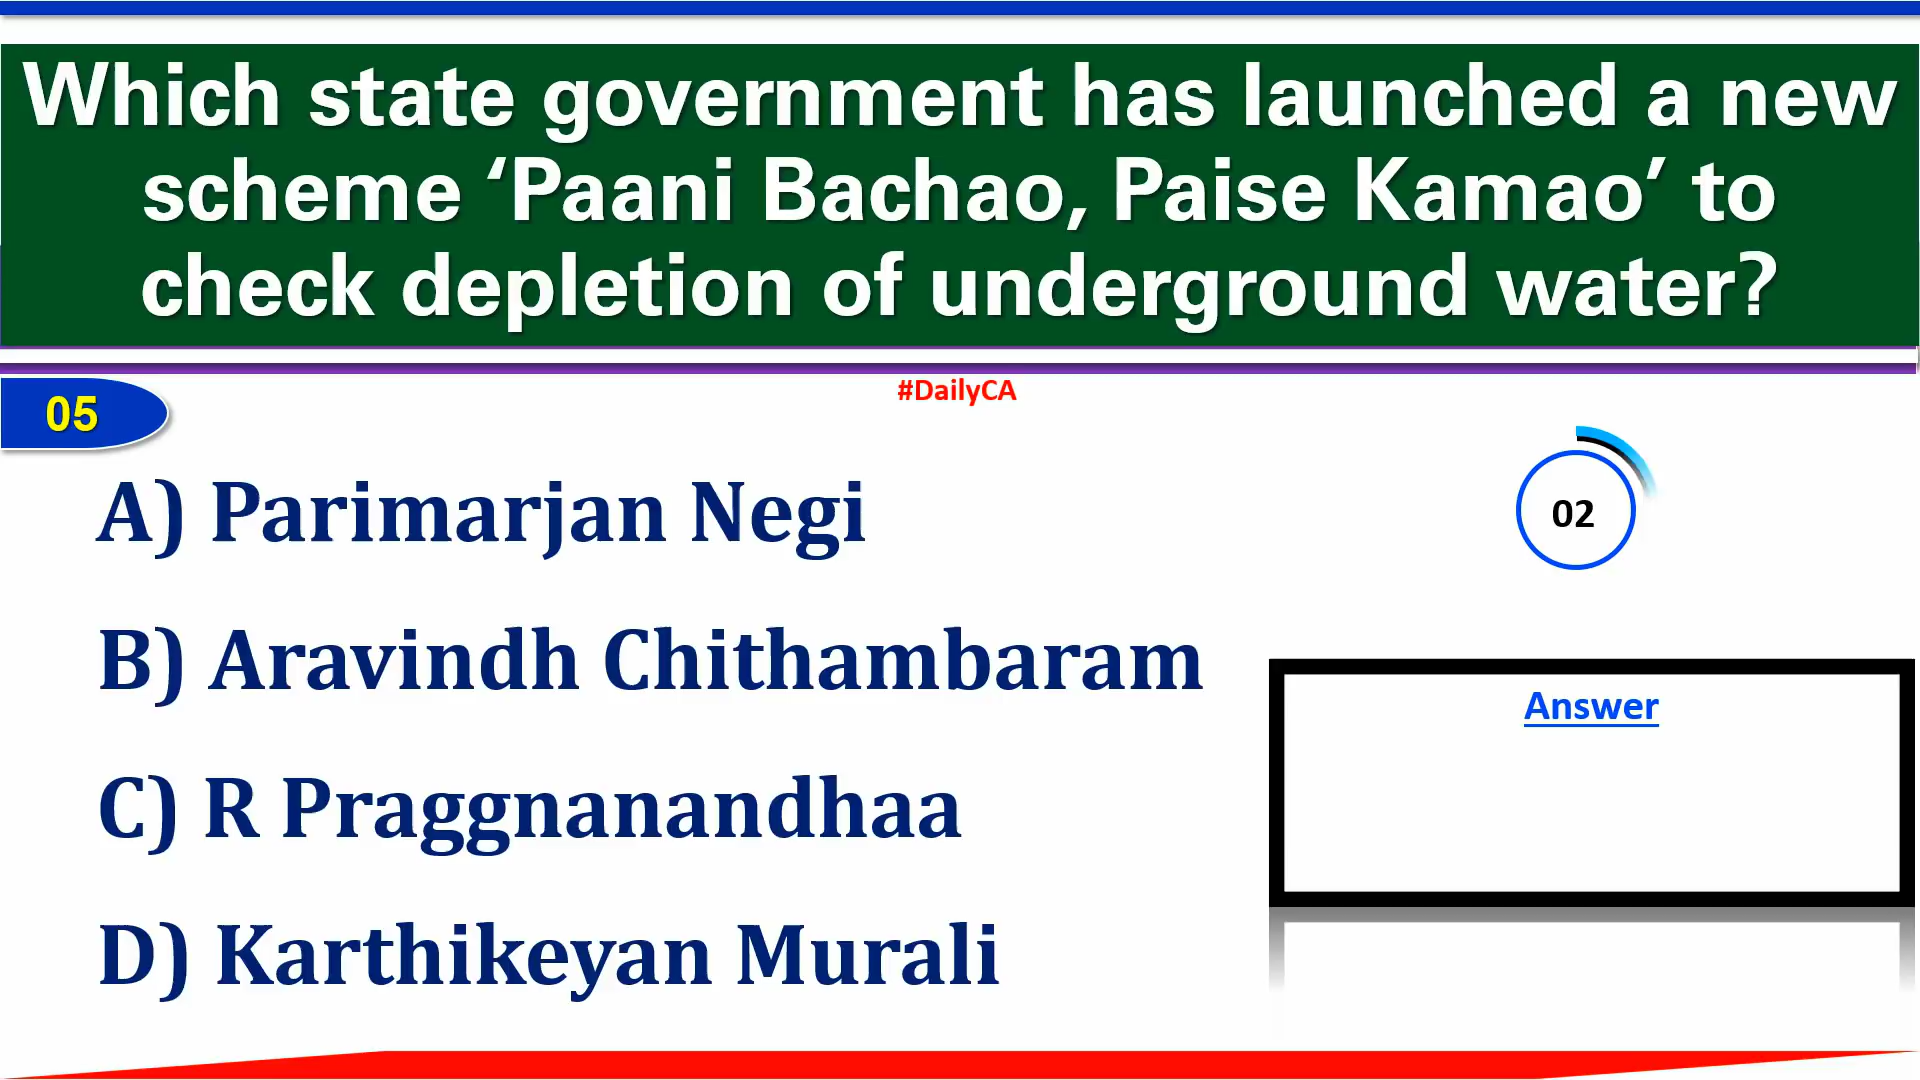 Which state government has launched a new
scheme ‘Paani Bachao, Paise Kamao’ to
check depletion of underground water?
#DailyCA
05
02
A) Parimarjan Negi
B) Aravindh Chithambaram
C) R Praggnanandhaa
D) Karthikeyan Murali
Answer